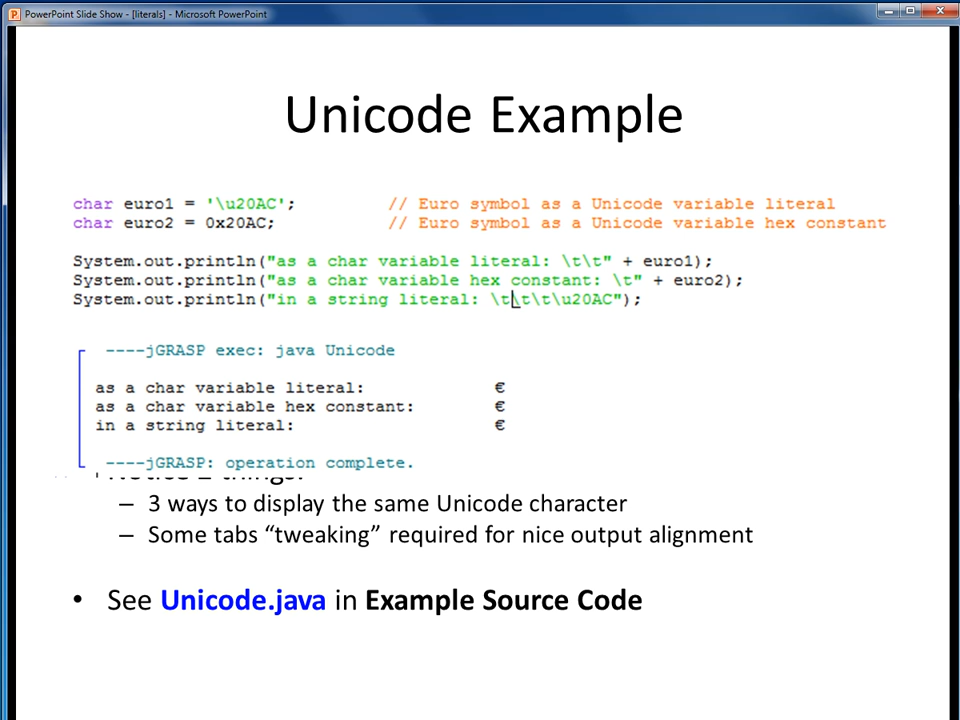 PowerPoint Slide Show - [literals] - Microsoft PowerPoint
Unicode Example
char euro1 = '\u20AC'; // Euro symbol as a Unicode variable literal
char euro2 = 0x20AC; // Euro symbol as a Unicode variable hex constant
System.out.println("as a char variable literal: \t\t" + euro1);
System.out.println("as a char variable hex constant: \t" + euro2);
System.out.println("in a string literal: \t\t\t\u20AC");
----jGRASP exec: java Unicode
as a char variable literal: €
as a char variable hex constant: €
in a string literal: €
----jGRASP: operation complete.
– 3 ways to display the same Unicode character
– Some tabs “tweaking” required for nice output alignment
• See Unicode.java in Example Source Code